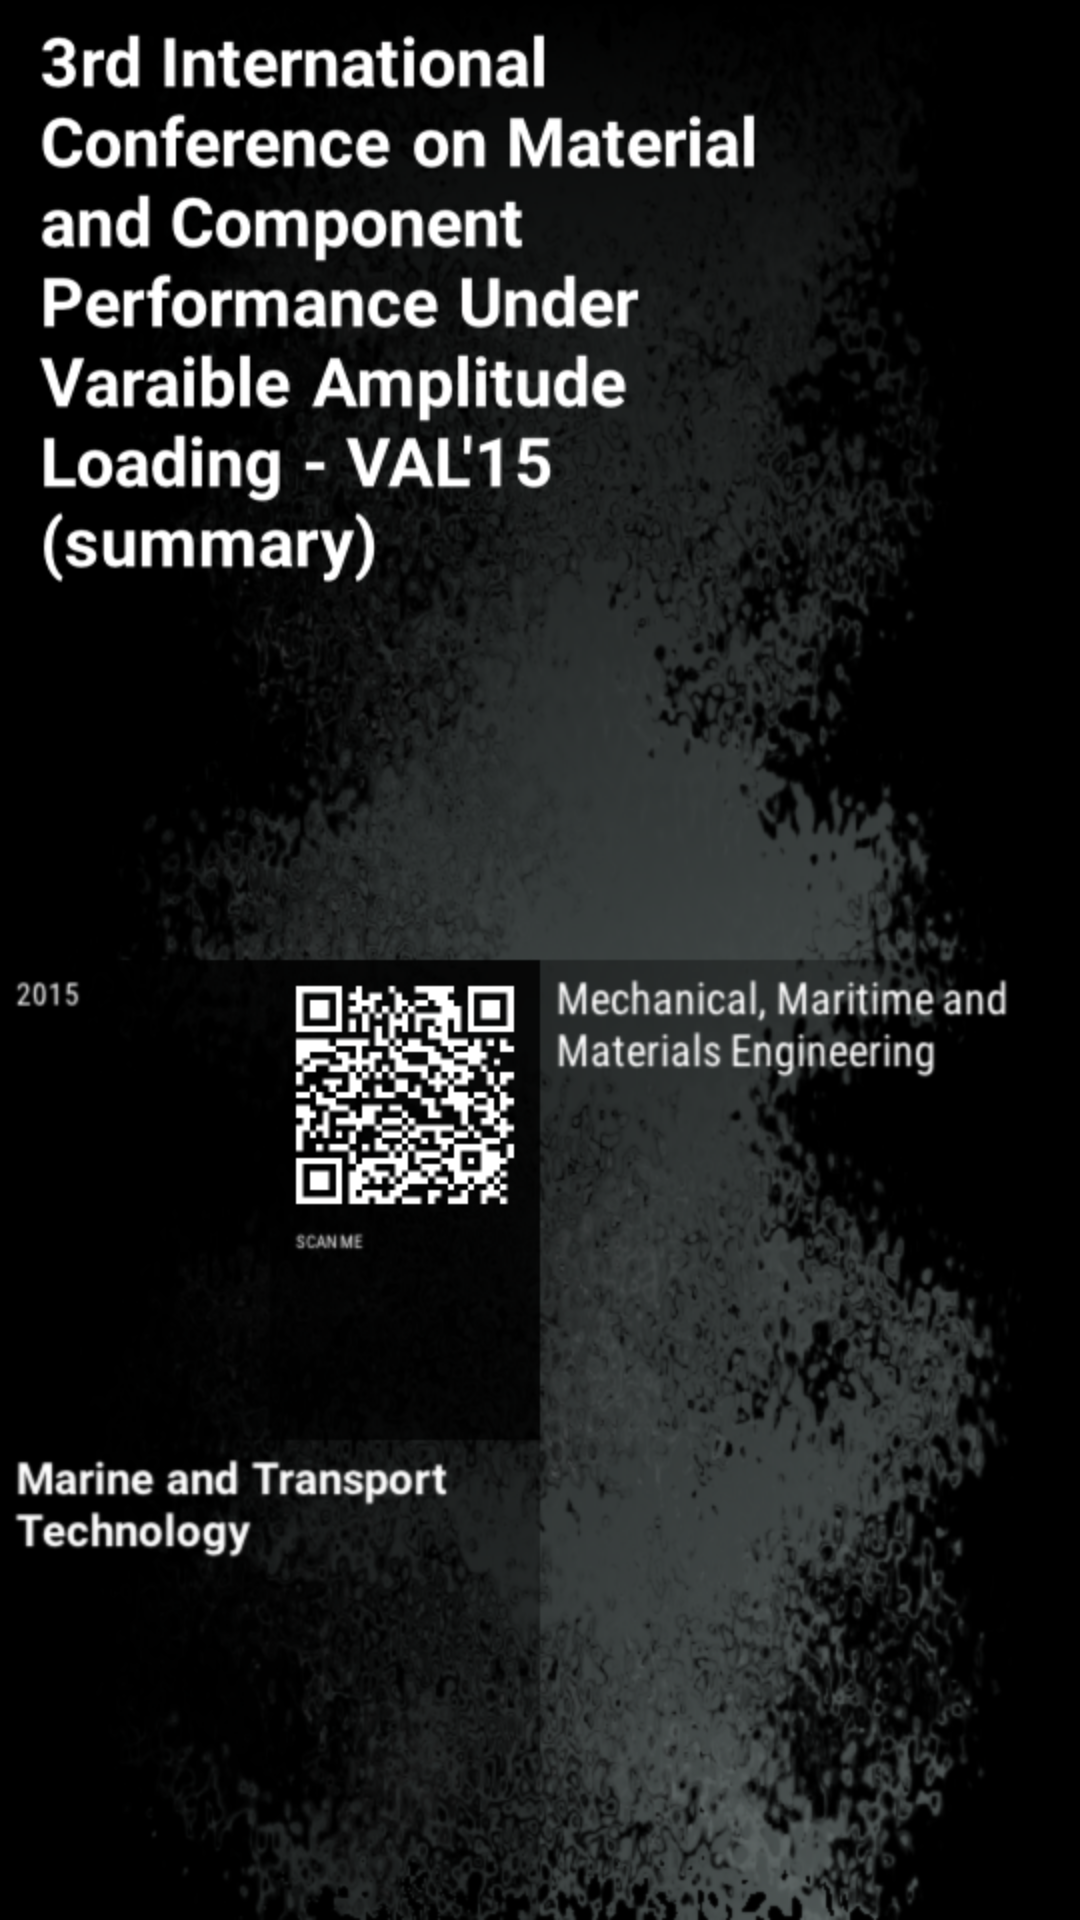 3rd International
Conference on Material
and Component
Performance Under
Varaible Amplitude
Loading - VAL'15
(summary)
2015
SCAN ME
Mechanical, Maritime and
Materials Engineering
Marine and Transport
Technology